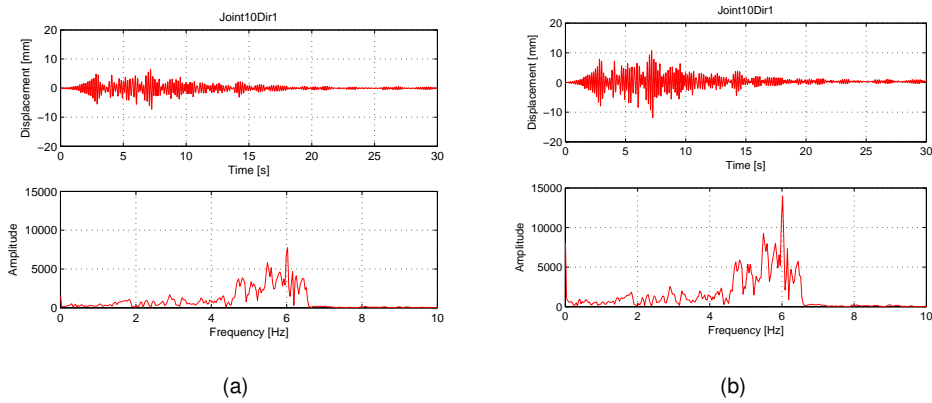 Joint10Dir1
20
10
0
−10
−20
Displacement [mm]
0 5 10 15 20 25 30
Time [s]
15000
10000
5000
0
Amplitude
0 2 4 6 8 10
Frequency [Hz]
(a)
Joint10Dir1
20
10
0
−10
−20
Displacement [mm]
0 5 10 15 20 25 30
Time [s]
15000
10000
5000
0
Amplitude
0 2 4 6 8 10
Frequency [Hz]
(b)